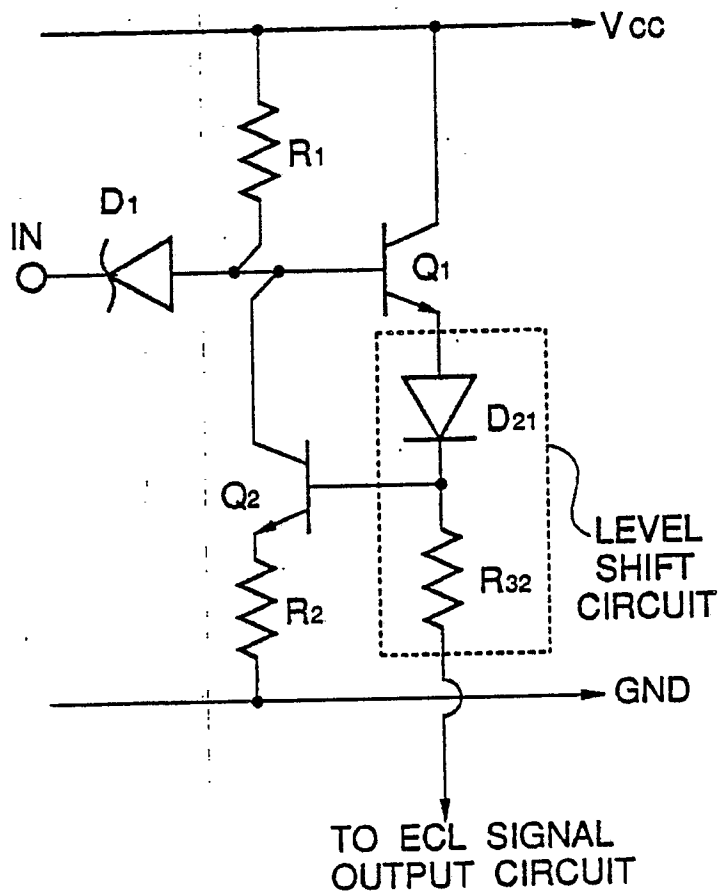 Vcc
R1
D1
IN
Q1
D21
Q2
LEVEL
SHIFT
CIRCUIT
R32
R2
GND
TO ECL SIGNAL
OUTPUT CIRCUIT